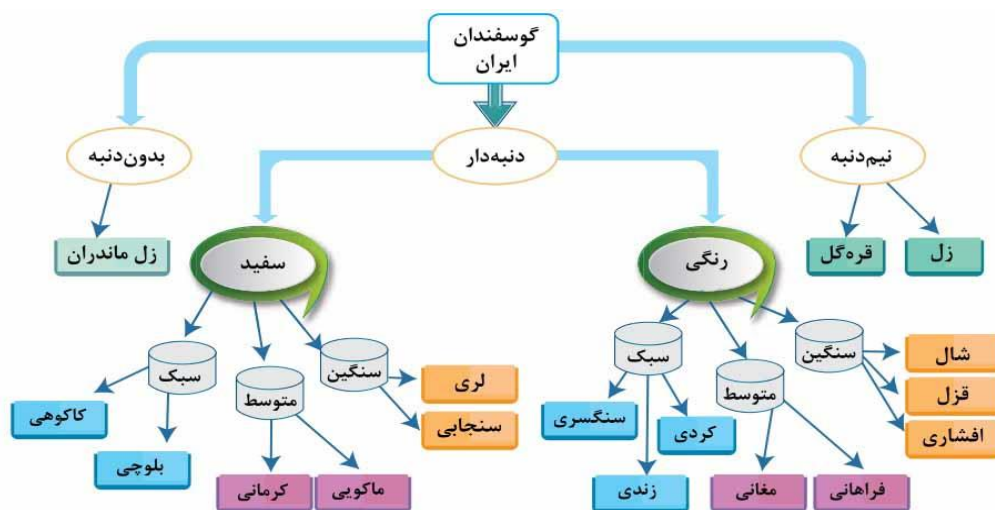 گوسفندان
ایران
نیم‌دنبه
دنبه‌دار
بدون‌دنبه
زل
قره‌گل
زل ماندران
رنگی
سفید
سنگین
متوسط
سبک
شال
قزل
افشاری
فراهانی
مغانی
کردی
زندی
سنگسری
سنگین
متوسط
سبک
لری
سنجابی
ماکویی
کرمانی
بلوچی
کاکوهی